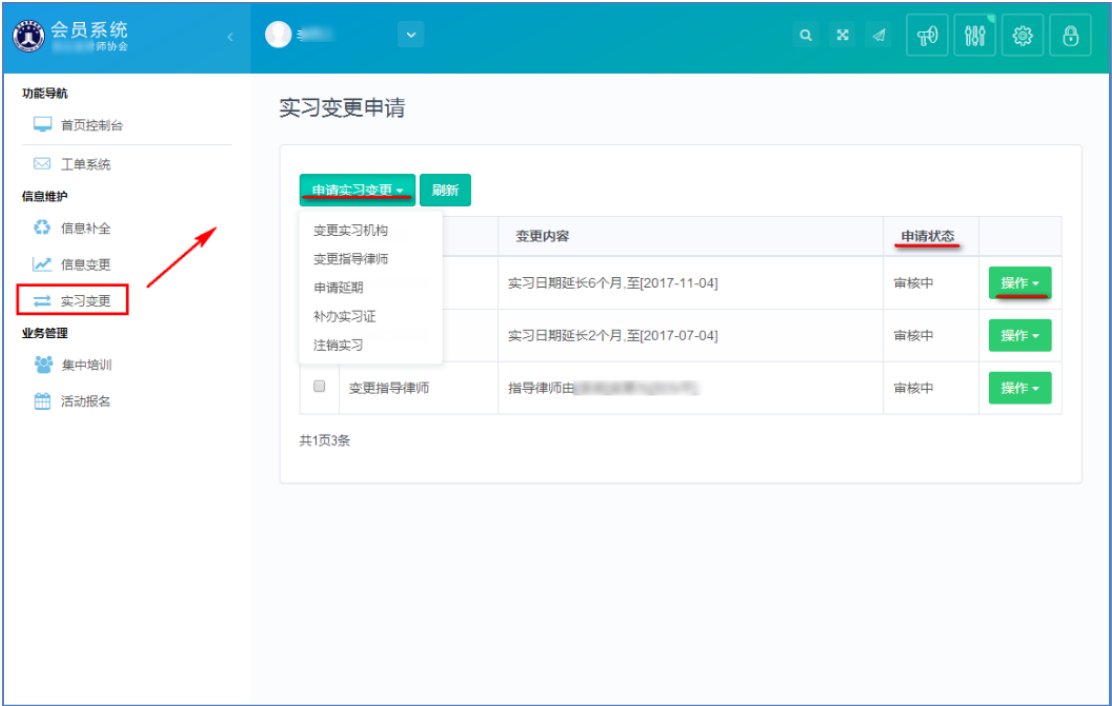 会员系统
师协会
功能导航
首页控制台
工单系统
信息维护
信息补全
信息变更
实习变更
业务管理
集中培训
活动报名
实习变更申请
申请实习变更 刷新
变更实习机构
变更指导律师
申请延期
补办实习证
注销实习
变更内容 申请状态
实习日期延长6个月,至[2017-11-04] 审核中 操作
实习日期延长2个月,至[2017-07-04] 审核中 操作
变更指导律师 指导律师由 审核中 操作
共1页3条